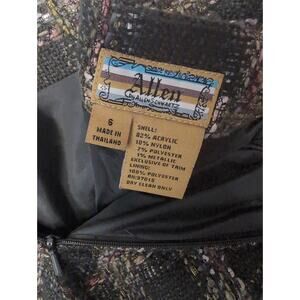 Allen
ALLEN SCHWARTZ
6
MADE IN
THAILAND
SHELL:
82% ACRYLIC
10% NYLON
7% POLYESTER
1% METALLIC
EXCLUSIVE OF TRIM
LINING:
100% POLYESTER
RN:97015
DRY CLEAN ONLY